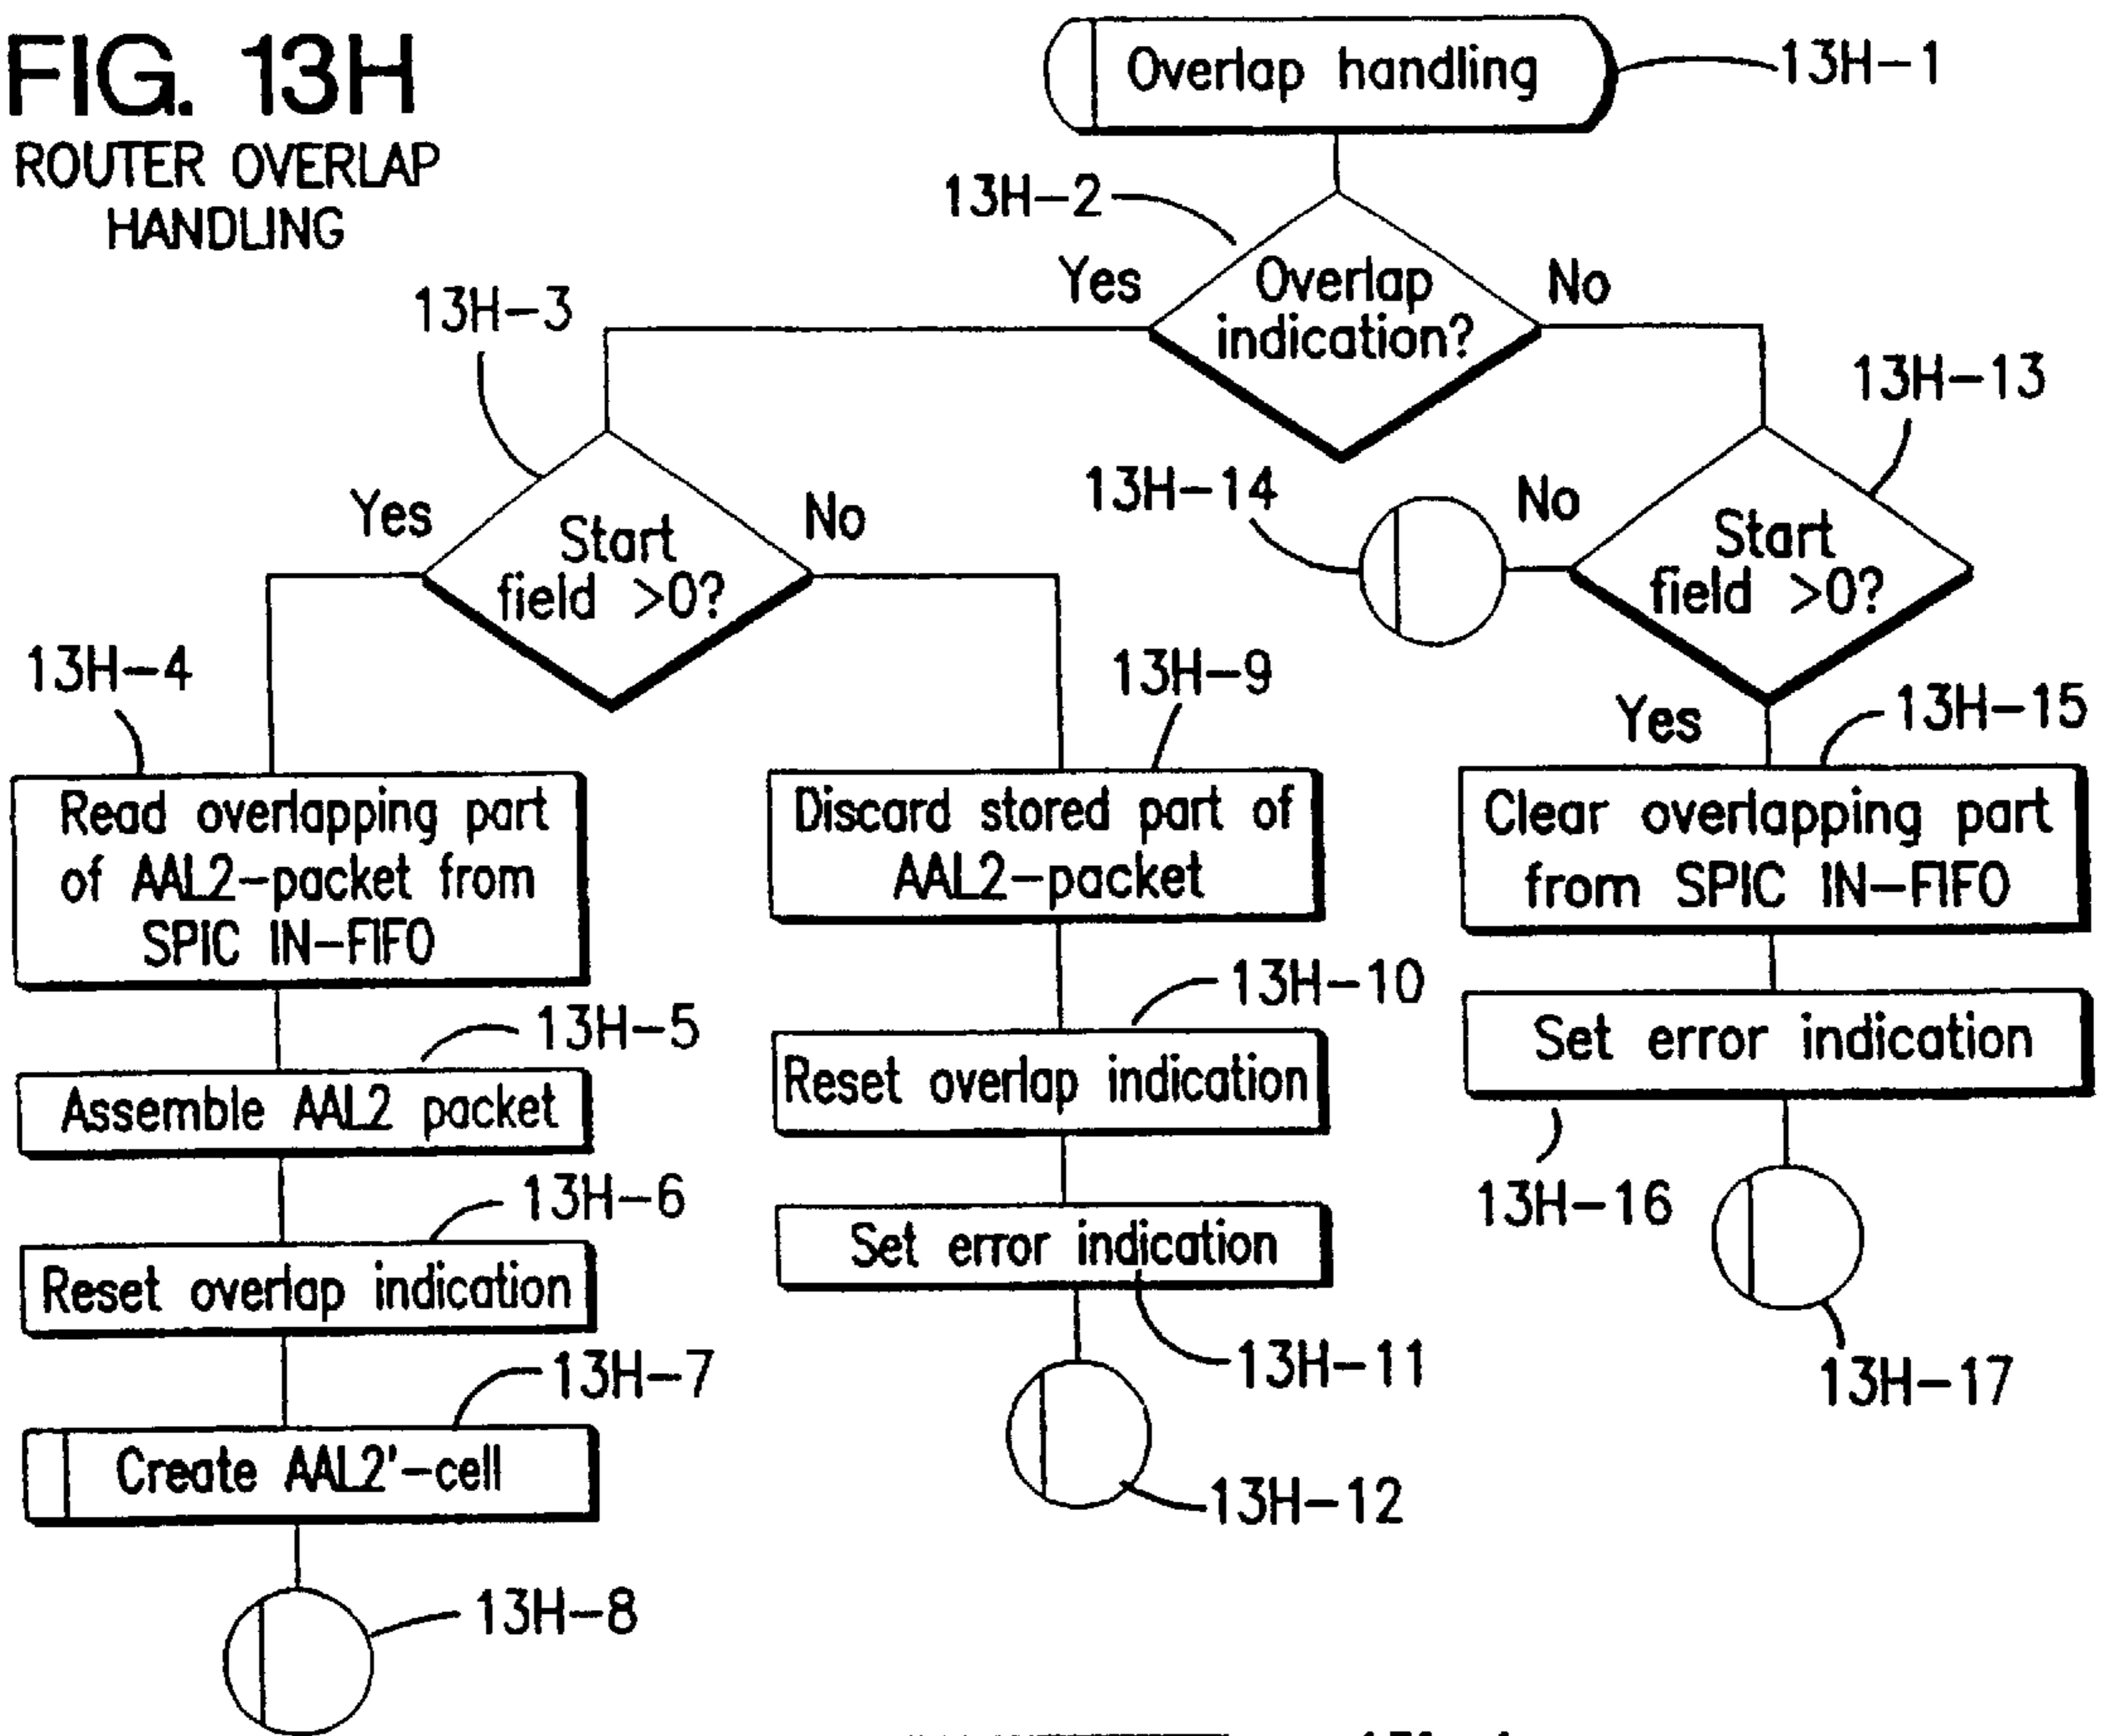 FIG. 13H
ROUTER OVERLAP
HANDLING
Overlap handling
13H-1
13H-2
Overlap
indication?
Yes
No
13H-3
Start
field >0?
Yes
No
13H-13
Start
field >0?
No
Yes
13H-14
13H-4
Read overlapping part
of AAL2-packet from
SPIC IN-FIFO
13H-5
Assemble AAL2 packet
13H-6
Reset overlap indication
13H-7
Create AAL2'-cell
13H-8
13H-9
Discard stored part of
AAL2-packet
13H-10
Reset overlap indication
Set error indication
13H-11
13H-12
13H-15
Clear overlapping part
from SPIC IN-FIFO
Set error indication
13H-16
13H-17